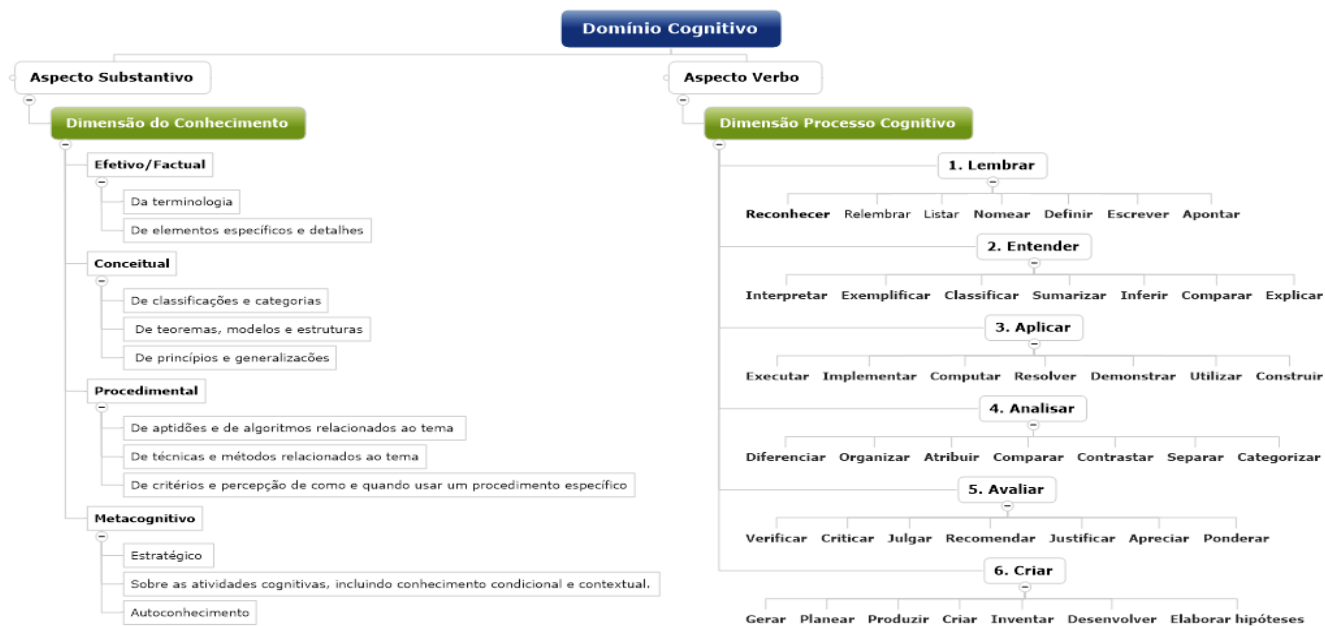 Domínio Cognitivo
Aspecto Substantivo
Dimensão do Conhecimento
Efetivo/Factual
Da terminologia
De elementos específicos e detalhes
Conceitual
De classificações e categorias
De teoremas, modelos e estruturas
De princípios e generalizacões
Procedimental
De aptidões e de algoritmos relacionados ao tema
De técnicas e métodos relacionados ao tema
De critérios e percepção de como e quando usar um procedimento específico
Metacognitivo
Estratégico
Sobre as atividades cognitivas, incluindo conhecimento condicional e contextual.
Autoconhecimento
Aspecto Verbo
Dimensão Processo Cognitivo
1. Lembrar
Reconhecer Relembrar Listar Nomear Definir Escrever Apontar
2. Entender
Interpretar Exemplificar Classificar Sumarizar Inferir Comparar Explicar
3. Aplicar
Executar Implementar Computar Resolver Demonstrar Utilizar Construir
4. Analisar
Diferenciar Organizar Atribuir Comparar Contrastar Separar Categorizar
5. Avaliar
Verificar Criticar Julgar Recomendar Justificar Apreciar Ponderar
6. Criar
Gerar Planear Produzir Criar Inventar Desenvolver Elaborar hipóteses